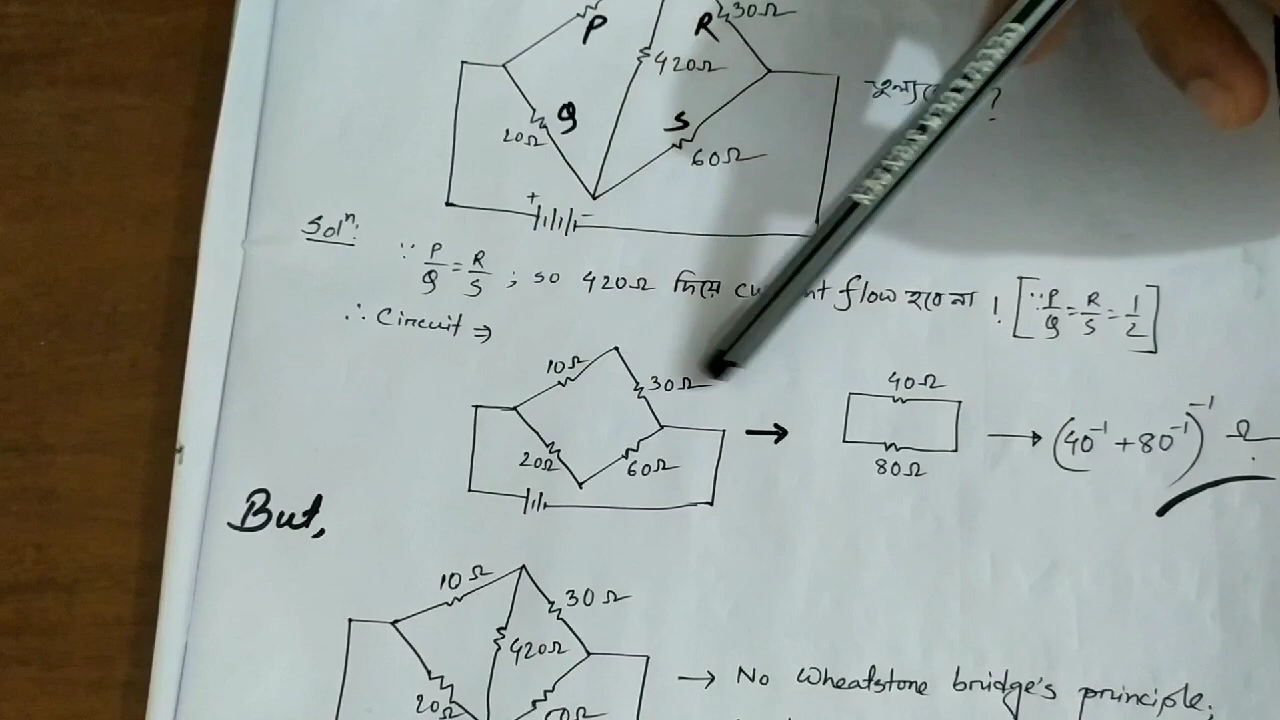 P R 30Ω
420Ω
Q S
20Ω 60Ω
?
+ −
Solⁿ:
∵ P/Q = R/S ; so 420Ω দিয়ে flow হবে না ! [∵ P/Q = R/S = 1/2]
∴ Circuit ⇒
10Ω 30Ω
20Ω 60Ω
→
40Ω
80Ω
→ (40⁻¹ + 80⁻¹)⁻¹ Ω
But,
10Ω 30Ω
420Ω
20Ω
→ No wheatstone bridge's principle,